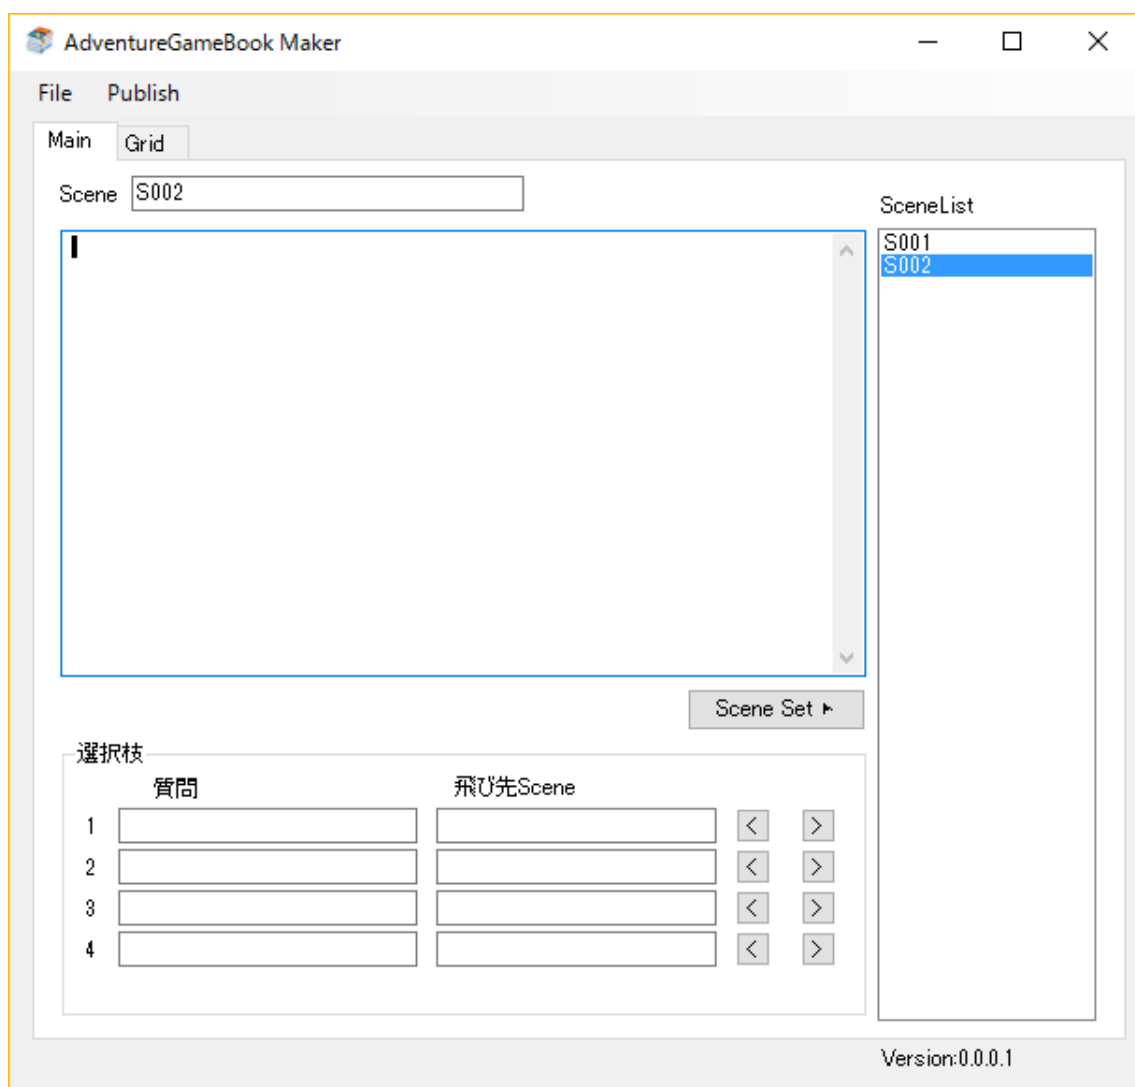 AdventureGameBook Maker
File Publish
Main Grid
Scene S002
SceneList
S001
S002
Scene Set
選択枝
質問 飛び先Scene
1 < >
2 < >
3 < >
4 < >
Version:0.0.0.1